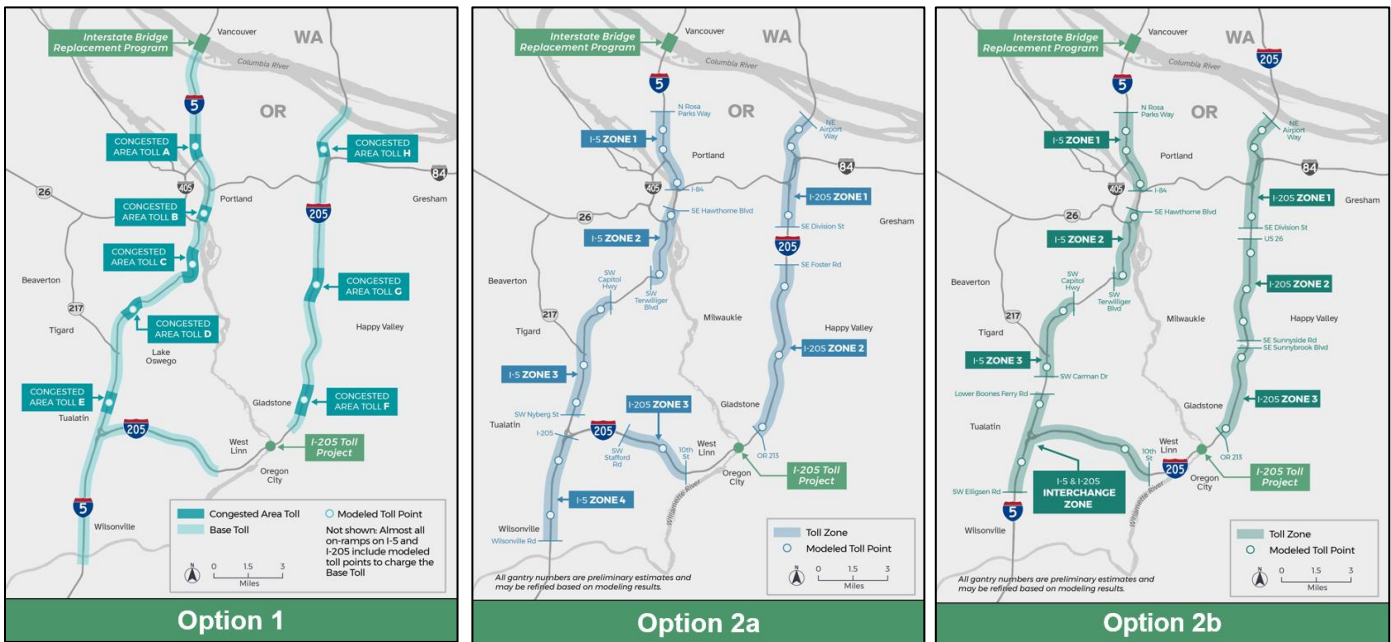 Interstate Bridge
Replacement Program
Vancouver
WA
Columbia River
5
OR
CONGESTED
AREA TOLL A
CONGESTED
AREA TOLL H
84
405
26
Portland
Gresham
CONGESTED
AREA TOLL B
205
CONGESTED
AREA TOLL C
Beaverton
CONGESTED
AREA TOLL G
217
CONGESTED
AREA TOLL D
Happy Valley
Tigard
Lake
Oswego
CONGESTED
AREA TOLL E
CONGESTED
AREA TOLL F
Gladstone
Tualatin
205
West
Linn
I-205 Toll
Project
Oregon
City
5
Wilsonville
Congested Area Toll
Base Toll
Modeled Toll Point
Not shown: Almost all
on-ramps on I-5 and
I-205 include modeled
toll points to charge the
Base Toll
N
0 3
Miles
Option 1
Interstate Bridge
Replacement Program
Vancouver
WA
Columbia River
5
OR
N Rosa
Parks Way
NE
Airport
Way
I-5 ZONE 1
Portland
84
405
I-84
26
I-205 ZONE 1
Gresham
SE Hawthorne Blvd
I-5 ZONE 2
SE Division St
205
SE Foster Rd
Beaverton
SW
Capitol
Hwy
SW
Terwilliger
Blvd
217
Milwaukie
Tigard
Happy Valley
I-205 ZONE 2
I-5 ZONE 3
I-205 ZONE 3
Gladstone
SW Nyberg St
Tualatin
I-205
205
SW
Stafford
Rd
10th
St
West
Linn
OR 213
I-205 Toll
Project
Oregon
City
Willamette River
I-5 ZONE 4
Wilsonville
Wilsonville Rd
Toll Zone
Modeled Toll Point
N
0 3
Miles
All gantry numbers are preliminary estimates and
may be refined based on modeling results.
Option 2a
Interstate Bridge
Replacement Program
Vancouver
WA
205
Columbia River
5
OR
N Rosa
Parks Way
NE
Airport
Way
I-5 ZONE 1
Portland
84
405
I-84
26
I-205 ZONE 1
Gresham
SE Hawthorne Blvd
I-5 ZONE 2
SE Division St
US 26
Beaverton
SW
Capitol
Hwy
SW
Terwilliger
Blvd
I-205 ZONE 2
217
Milwaukie
Happy Valley
Tigard
SE Sunnyside Rd
SE Sunnybrook Blvd
I-5 ZONE 3
SW Carman Dr
Lower Boones Ferry Rd
I-205 ZONE 3
Gladstone
Tualatin
West
Linn
10th
St
OR 213
205
I-205 Toll
Project
Oregon
City
Willamette River
SW Elligsen Rd
I-5 & I-205
INTERCHANGE
ZONE
5
Wilsonville
Toll Zone
Modeled Toll Point
N
0 3
Miles
All gantry numbers are preliminary estimates and
may be refined based on modeling results.
Option 2b